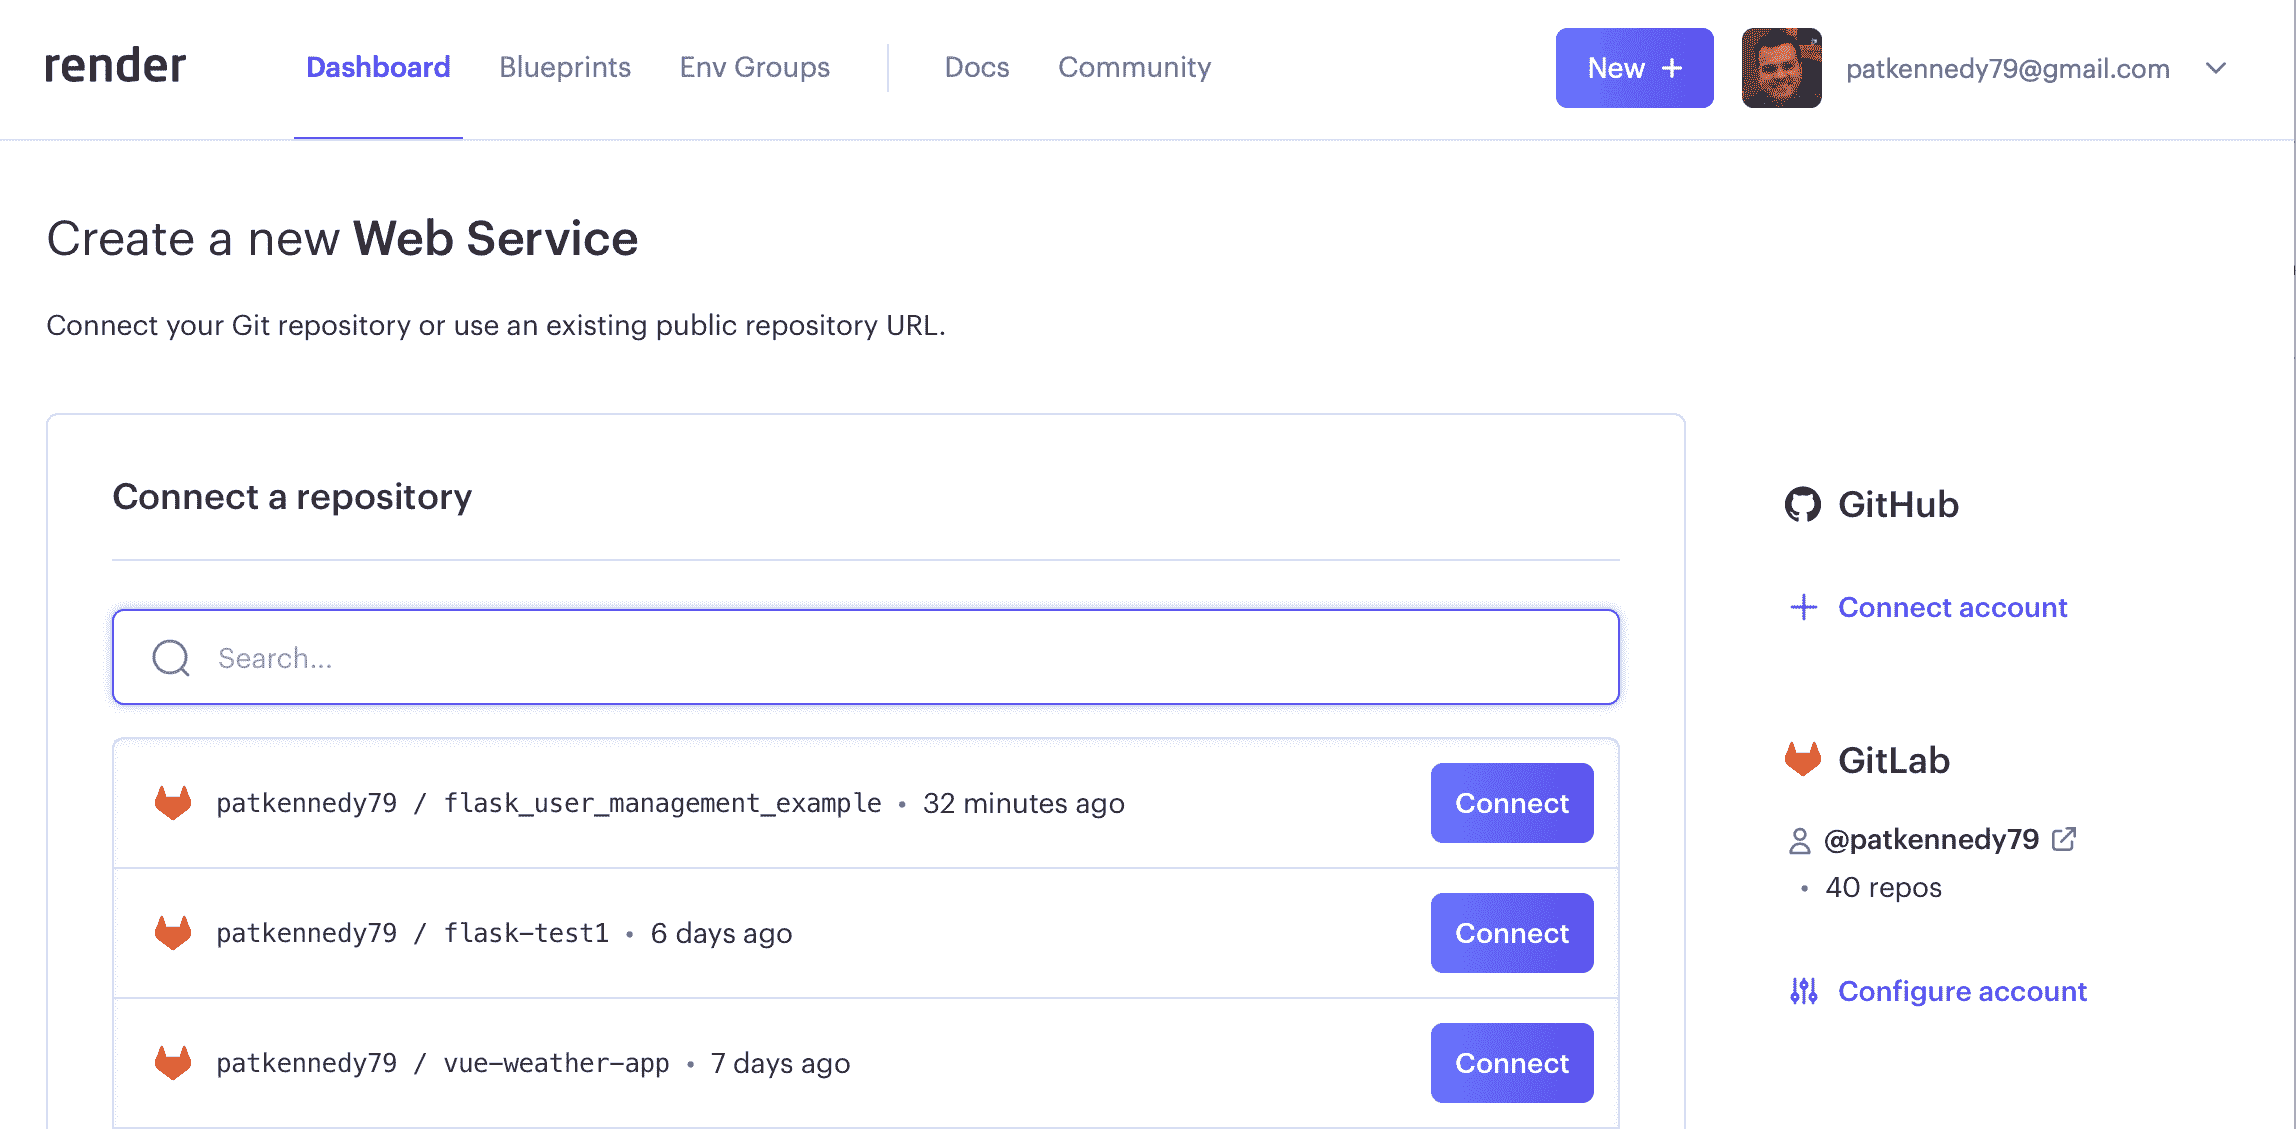 render Dashboard Blueprints Env Groups Docs Community New + patkennedy79@gmail.com
Create a new Web Service
Connect your Git repository or use an existing public repository URL.
Connect a repository
Search...
patkennedy79 / flask_user_management_example • 32 minutes ago Connect
patkennedy79 / flask-test1 • 6 days ago Connect
patkennedy79 / vue-weather-app • 7 days ago Connect
GitHub
Connect account
GitLab
@patkennedy79
• 40 repos
Configure account